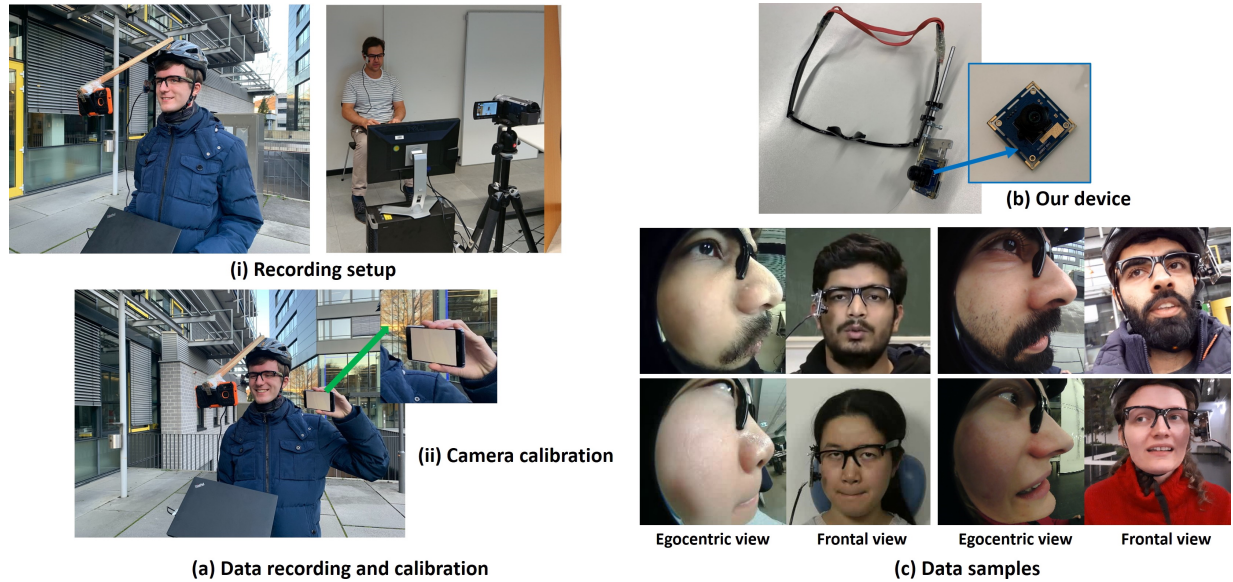 (i) Recording setup
(ii) Camera calibration
(a) Data recording and calibration
(b) Our device
Egocentric view
Frontal view
Egocentric view
Frontal view
(c) Data samples